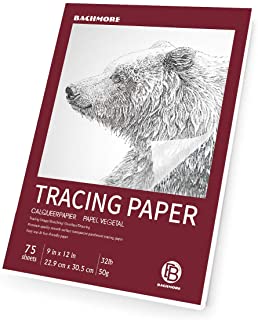 BACHMORE
TRACING PAPER
CALQUEERPAPIER PAPEL VEGETAL
75
sheets
9 in x 12 in
22.9 cm x 30.5 cm
32lb
50g
B
BACHMORE